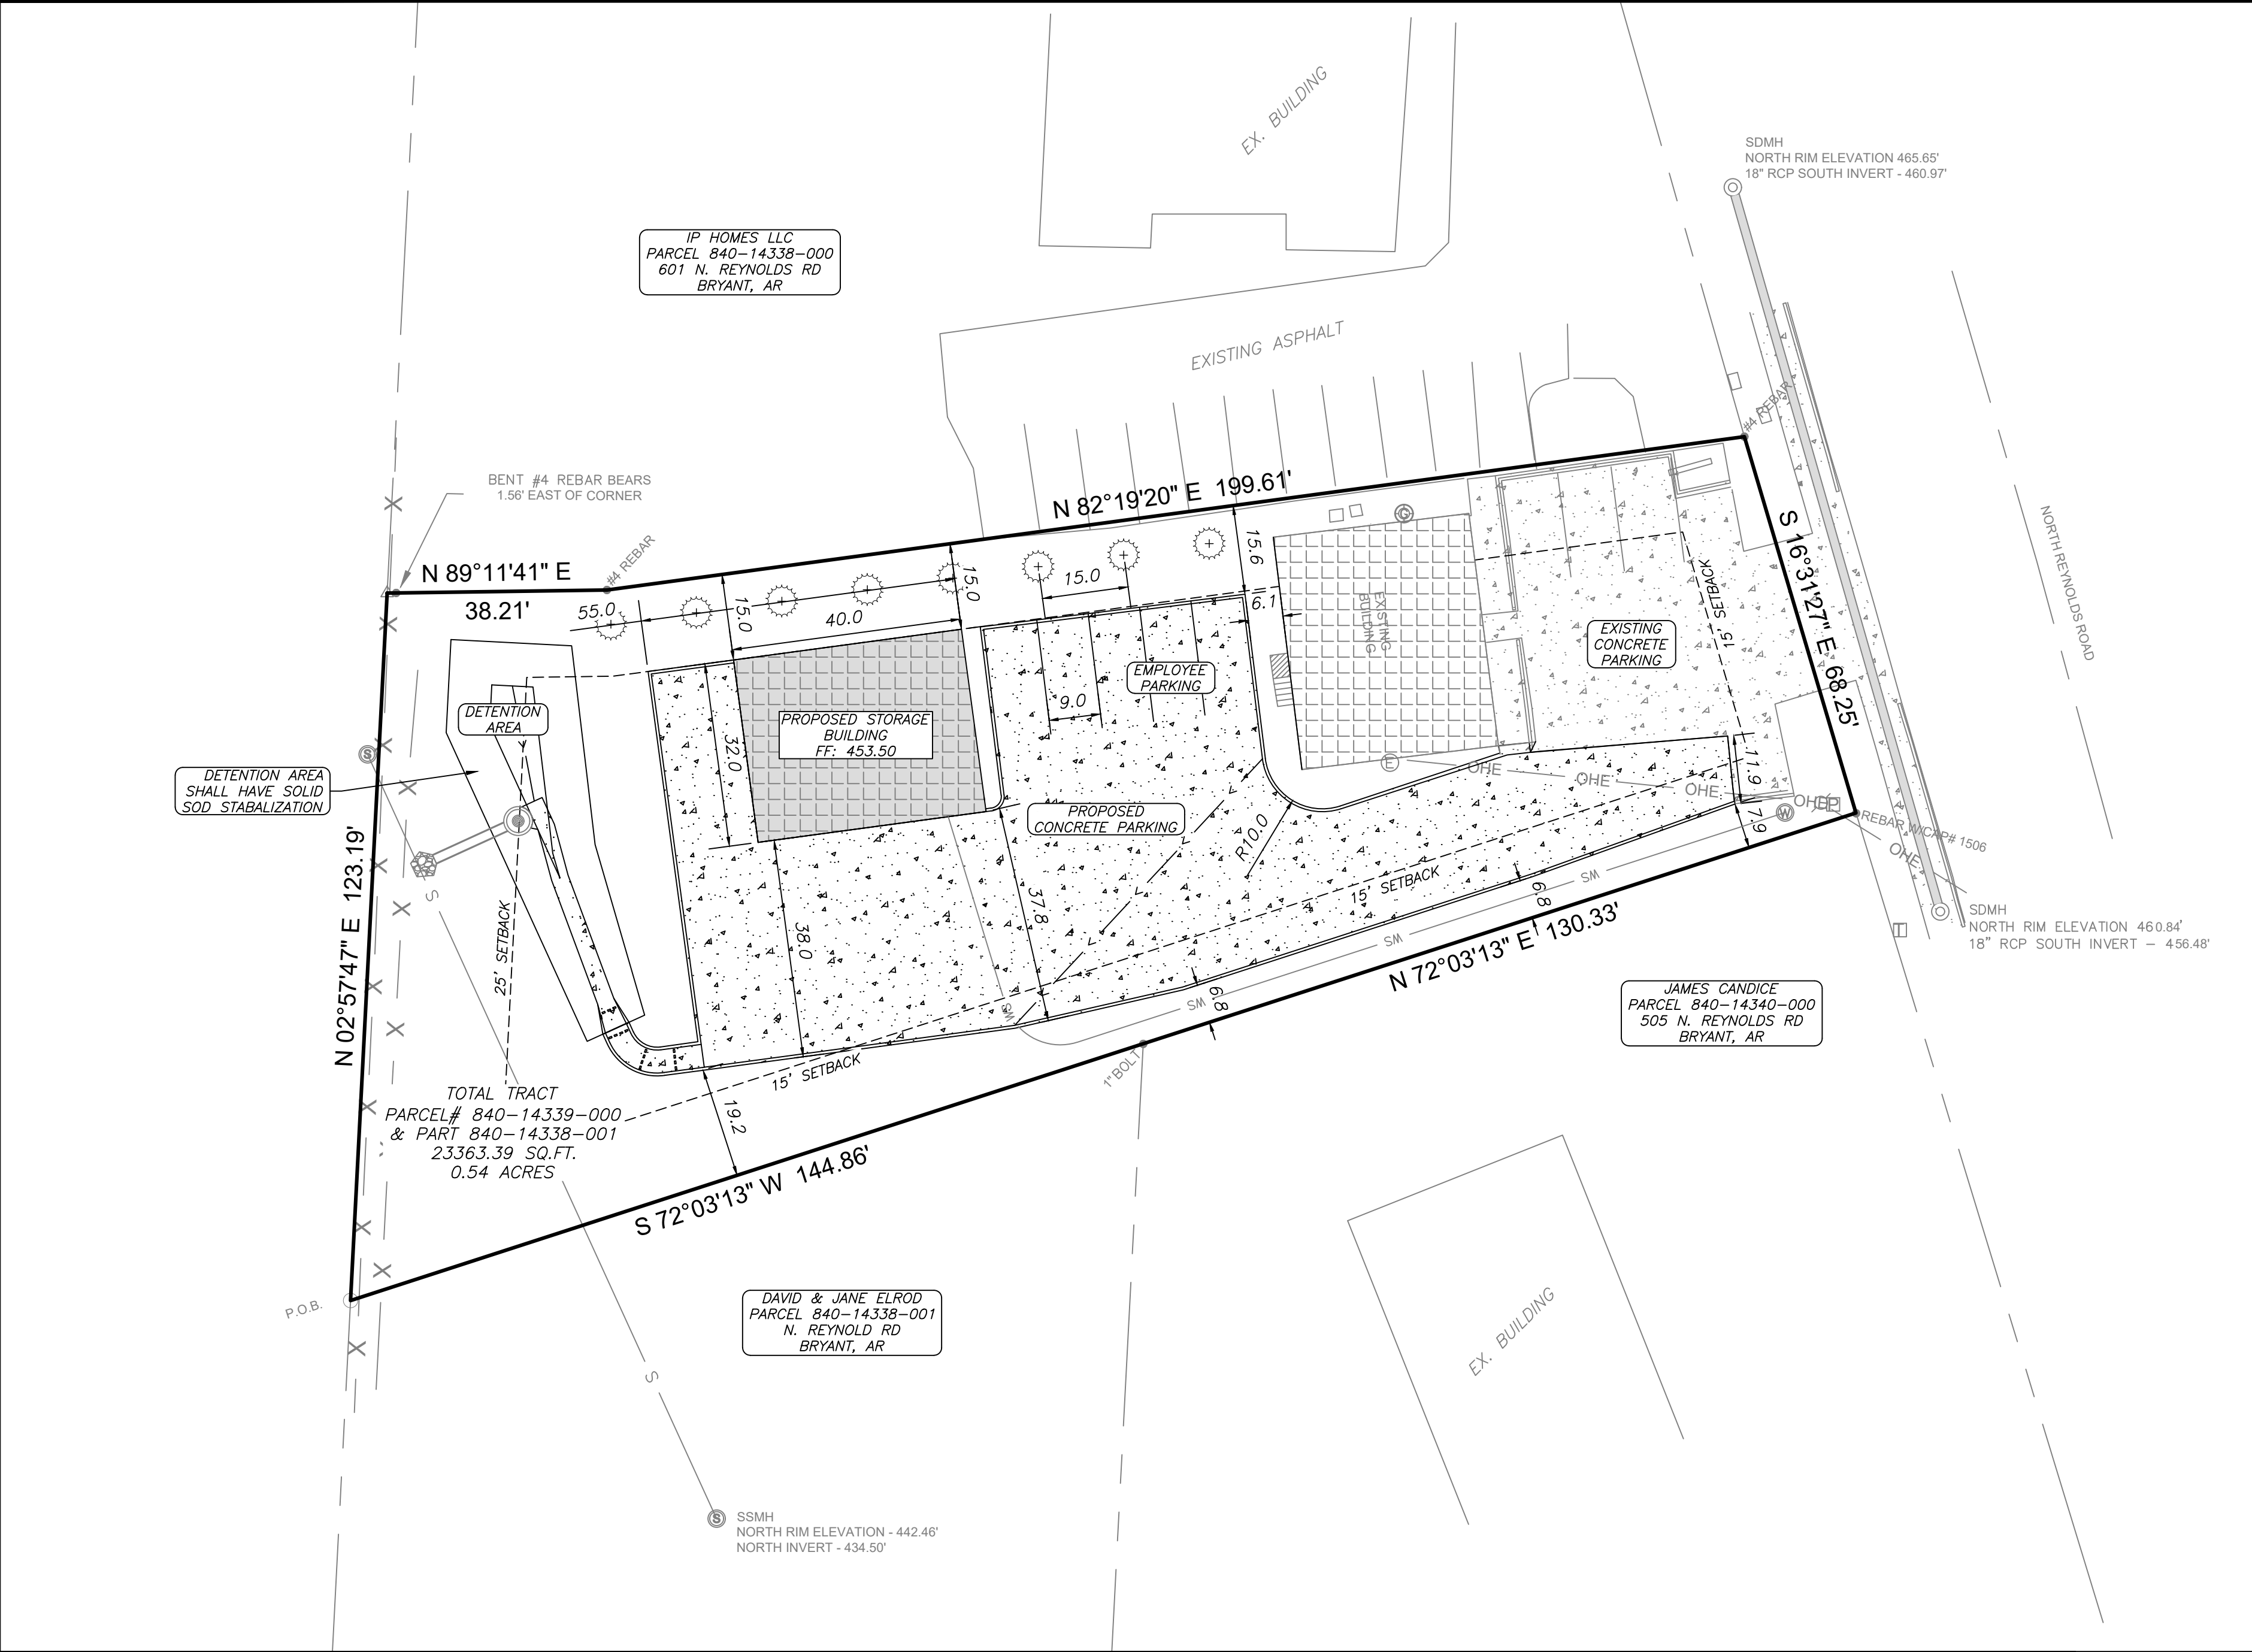 EX. BUILDING
SDMH
NORTH RIM ELEVATION 465.65'
18" RCP SOUTH INVERT - 460.97'
IP HOMES LLC
PARCEL 840-14338-000
601 N. REYNOLDS RD
BRYANT, AR
EXISTING ASPHALT
#4 REBAR
BENT #4 REBAR BEARS
1.56' EAST OF CORNER
N 82°19'20" E 199.61'
NORTH REYNOLDS ROAD
#4 REBAR
N 89°11'41" E
38.21'
S 16°31'27" E 68.25'
G
15.6
15.0
15.0
15.0
55.0
40.0
6.1
EXISTING
BUILDING
15' SETBACK
EXISTING
CONCRETE
PARKING
EMPLOYEE
PARKING
9.0
DETENTION
AREA
PROPOSED STORAGE
BUILDING
FF: 453.50
32.0
S
DETENTION AREA
SHALL HAVE SOLID
SOD STABALIZATION
E
OHE
OHE
OHE
OHE
11.9
W
7.9
REBAR W/CAP# 1506
OHE
PROPOSED
CONCRETE PARKING
R10.0
N 02°57'47" E 123.19'
S
25' SETBACK
38.0
37.8
15' SETBACK
6.8
SW
SW
SW
SW
6.8
N 72°03'13" E 130.33'
T
SDMH
NORTH RIM ELEVATION 460.84'
18" RCP SOUTH INVERT – 456.48'
JAMES CANDICE
PARCEL 840-14340-000
505 N. REYNOLDS RD
BRYANT, AR
1" BOLT
15' SETBACK
19.2
TOTAL TRACT
PARCEL# 840-14339-000
& PART 840-14338-001
23363.39 SQ.FT.
0.54 ACRES
S 72°03'13" W 144.86'
P.O.B.
DAVID & JANE ELROD
PARCEL 840-14338-001
N. REYNOLD RD
BRYANT, AR
EX. BUILDING
S
S
SSMH
NORTH RIM ELEVATION - 442.46'
NORTH INVERT - 434.50'